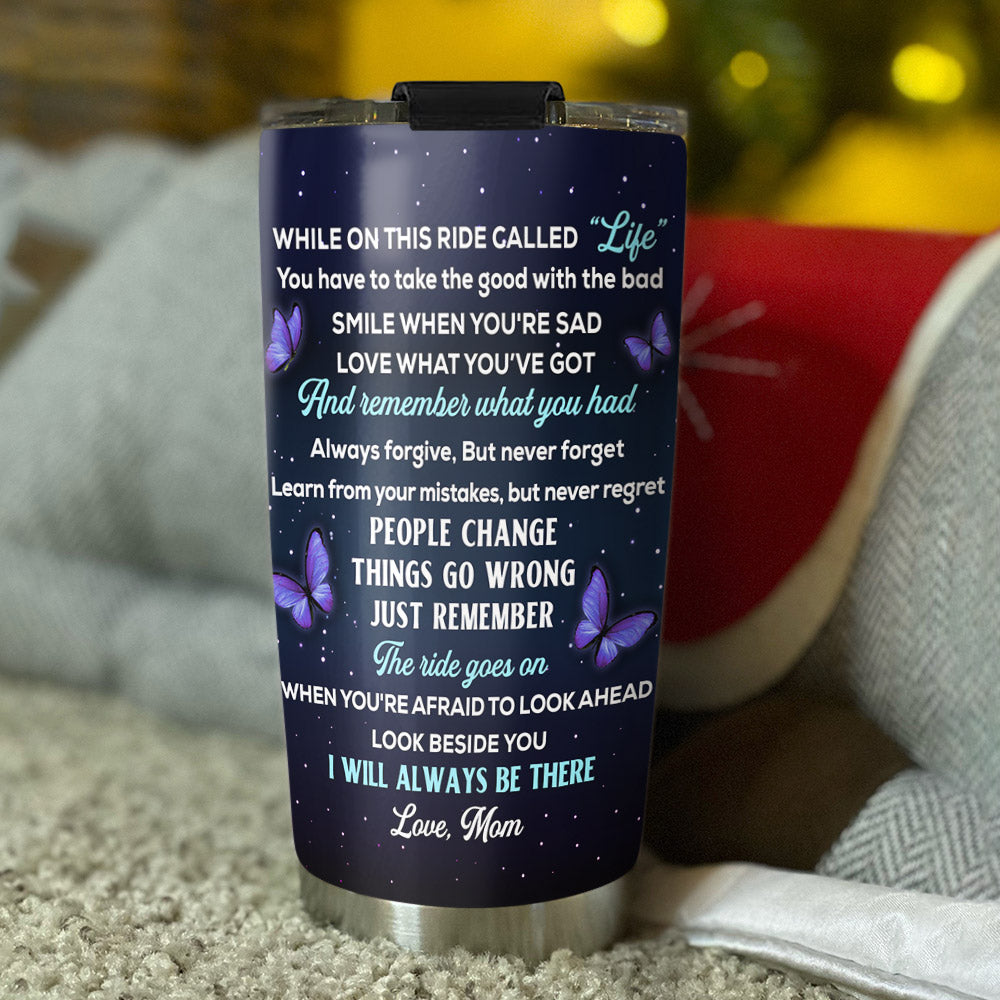 WHILE ON THIS RIDE CALLED “Life”
You have to take the good with the bad
SMILE WHEN YOU'RE SAD
LOVE WHAT YOU'VE GOT
And remember what you had
Always forgive, But never forget
Learn from your mistakes, but never regret
PEOPLE CHANGE
THINGS GO WRONG
JUST REMEMBER
The ride goes on
WHEN YOU'RE AFRAID TO LOOK AHEAD
LOOK BESIDE YOU
I WILL ALWAYS BE THERE
Love, Mom